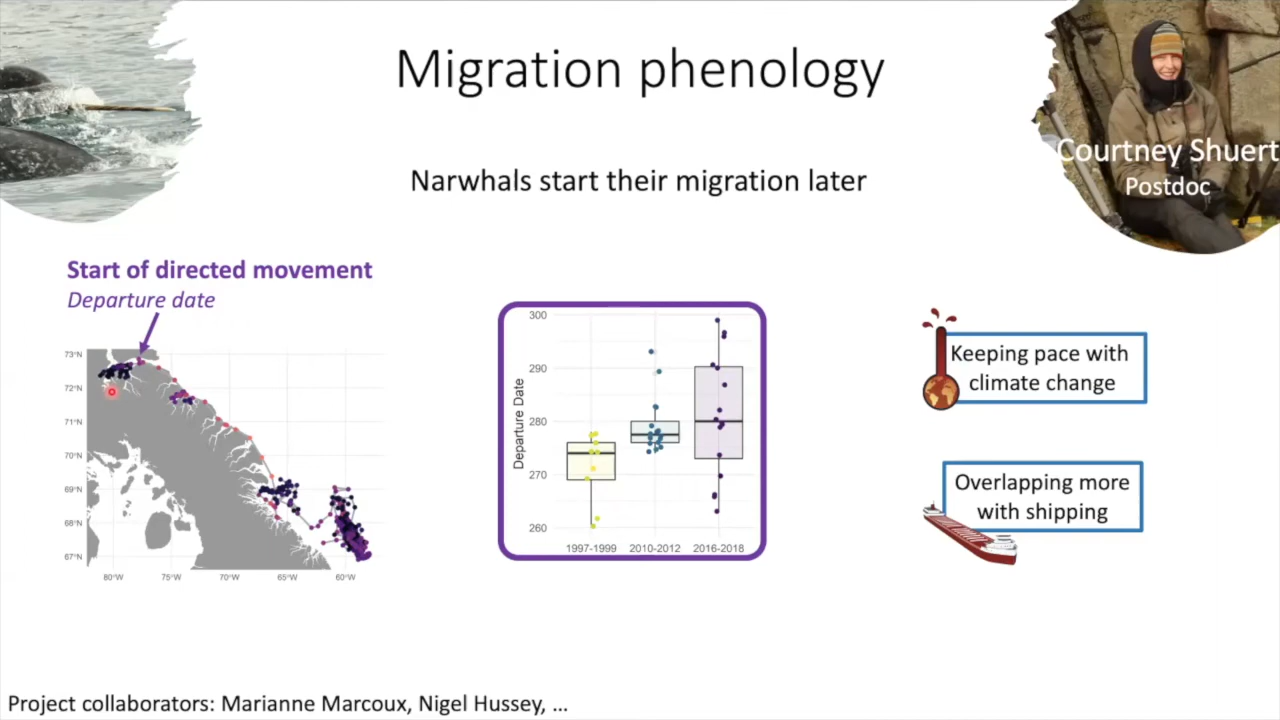 Migration phenology
Courtney Shuert
Postdoc
Narwhals start their migration later
Start of directed movement
Departure date
73°N
72°N
71°N
70°N
69°N
68°N
67°N
80°W
75°W
70°W
65°W
60°W
Departure Date
300
290
280
270
260
1997-1999
2010-2012
2016-2018
Keeping pace with
climate change
Overlapping more
with shipping
Project collaborators: Marianne Marcoux, Nigel Hussey, ...